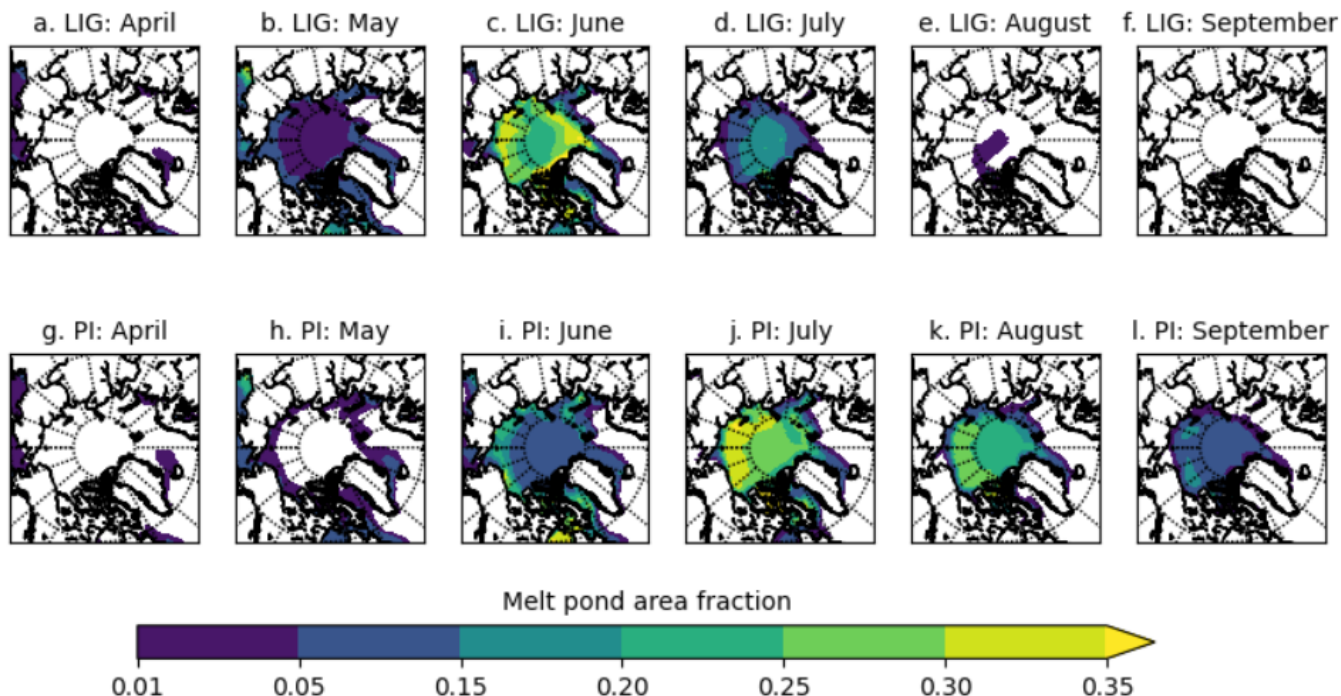 a. LIG: April b. LIG: May c. LIG: June d. LIG: July e. LIG: August f. LIG: September
g. PI: April h. PI: May i. PI: June j. PI: July k. PI: August l. PI: September
Melt pond area fraction
0.01 0.05 0.15 0.20 0.25 0.30 0.35